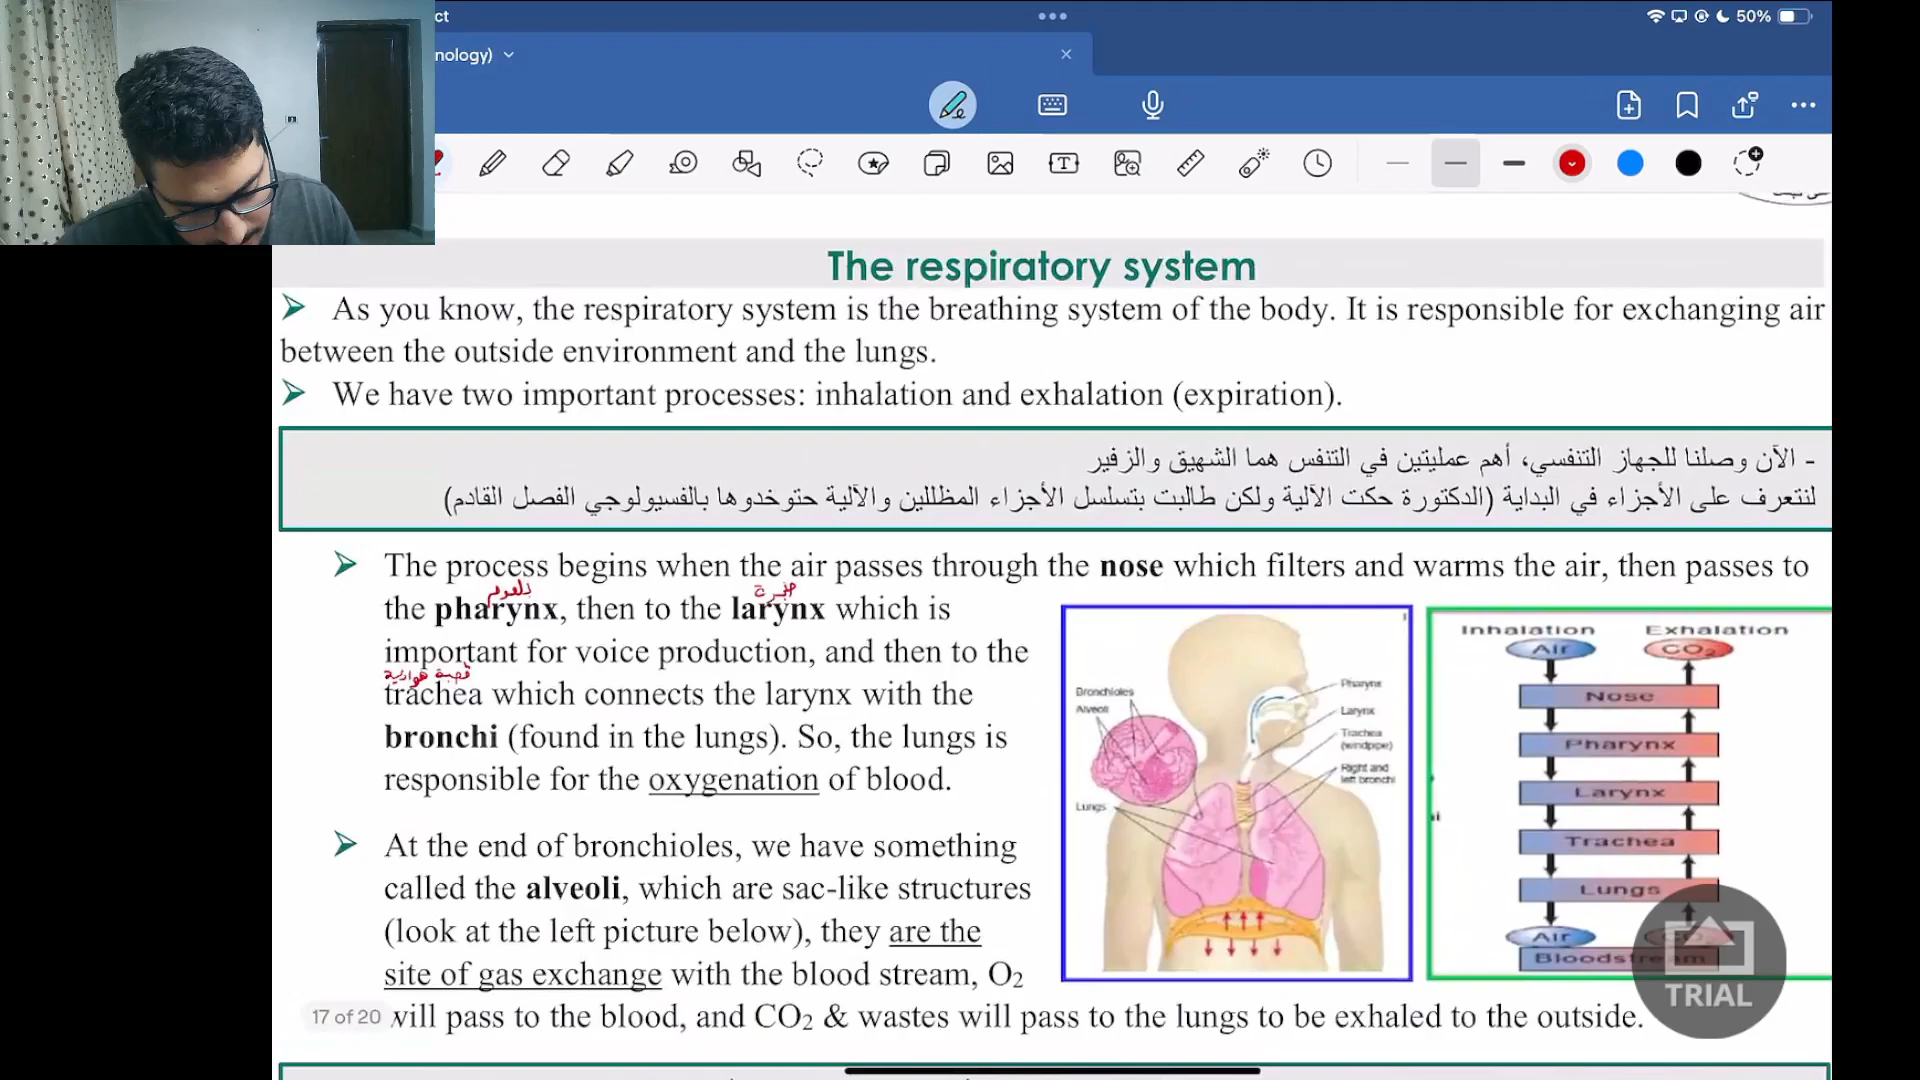 ct
50%
nology)
T
The respiratory system
➢ As you know, the respiratory system is the breathing system of the body. It is responsible for exchanging air
between the outside environment and the lungs.
➢ We have two important processes: inhalation and exhalation (expiration).
- الآن وصلنا للجهاز التنفسي، أهم عمليتين في التنفس هما الشهيق والزفير
لنتعرف على الأجزاء في البداية (الدكتورة حكت الآلية ولكن طالبت بتسلسل الأجزاء المظللين والآلية حتوخدوها بالفسيولوجي الفصل القادم)
➢ The process begins when the air passes through the nose which filters and warms the air, then passes to
بلعوم
حنجرة
the pharynx, then to the larynx which is
important for voice production, and then to the
قصبة هوائية
trachea which connects the larynx with the
bronchi (found in the lungs). So, the lungs is
responsible for the oxygenation of blood.
➢ At the end of bronchioles, we have something
called the alveoli, which are sac-like structures
(look at the left picture below), they are the
site of gas exchange with the blood stream, O₂
will pass to the blood, and CO₂ & wastes will pass to the lungs to be exhaled to the outside.
17 of 20
Bronchioles
Alveoli
Lungs
Pharynx
Larynx
Trachea
(windpipe)
Right and
left bronchi
Inhalation Exhalation
Air CO₂
Nose
Pharynx
Larynx
Trachea
Lungs
Air
Bloodstream
TRIAL